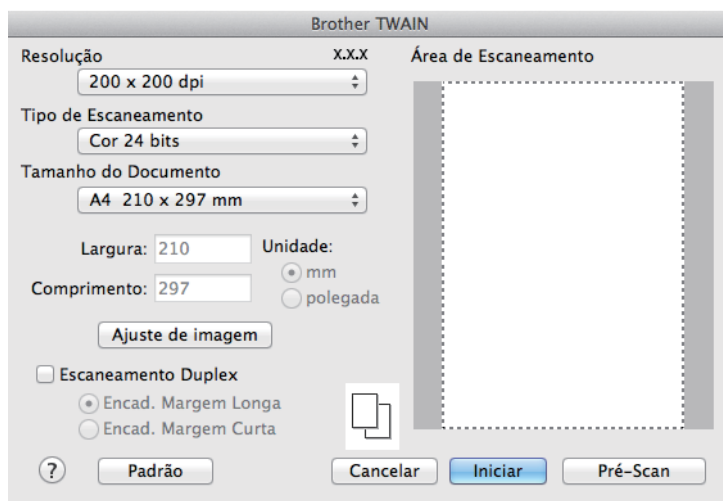 Brother TWAIN
Resolução
X.X.X
200 x 200 dpi
Tipo de Escaneamento
Cor 24 bits
Tamanho do Documento
A4 210 x 297 mm
Largura: 210
Unidade:
mm
Comprimento: 297
polegada
Ajuste de imagem
Escaneamento Duplex
Encad. Margem Longa
Encad. Margem Curta
Área de Escaneamento
? Padrão Cancelar Iniciar Pré-Scan